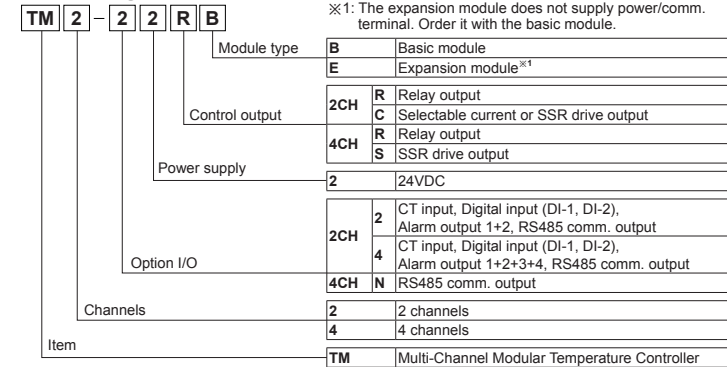 ※1: The expansion module does not supply power/comm.
terminal. Order it with the basic module.
TM 2 - 2 2 R B
Module type
B Basic module
E Expansion module※1
Control output
2CH R Relay output
C Selectable current or SSR drive output
4CH R Relay output
S SSR drive output
Power supply
2 24VDC
Option I/O
2CH 2 CT input, Digital input (DI-1, DI-2),
Alarm output 1+2, RS485 comm. output
4 CT input, Digital input (DI-1, DI-2),
Alarm output 1+2+3+4, RS485 comm. output
4CH N RS485 comm. output
Channels
2 2 channels
4 4 channels
Item
TM Multi-Channel Modular Temperature Controller